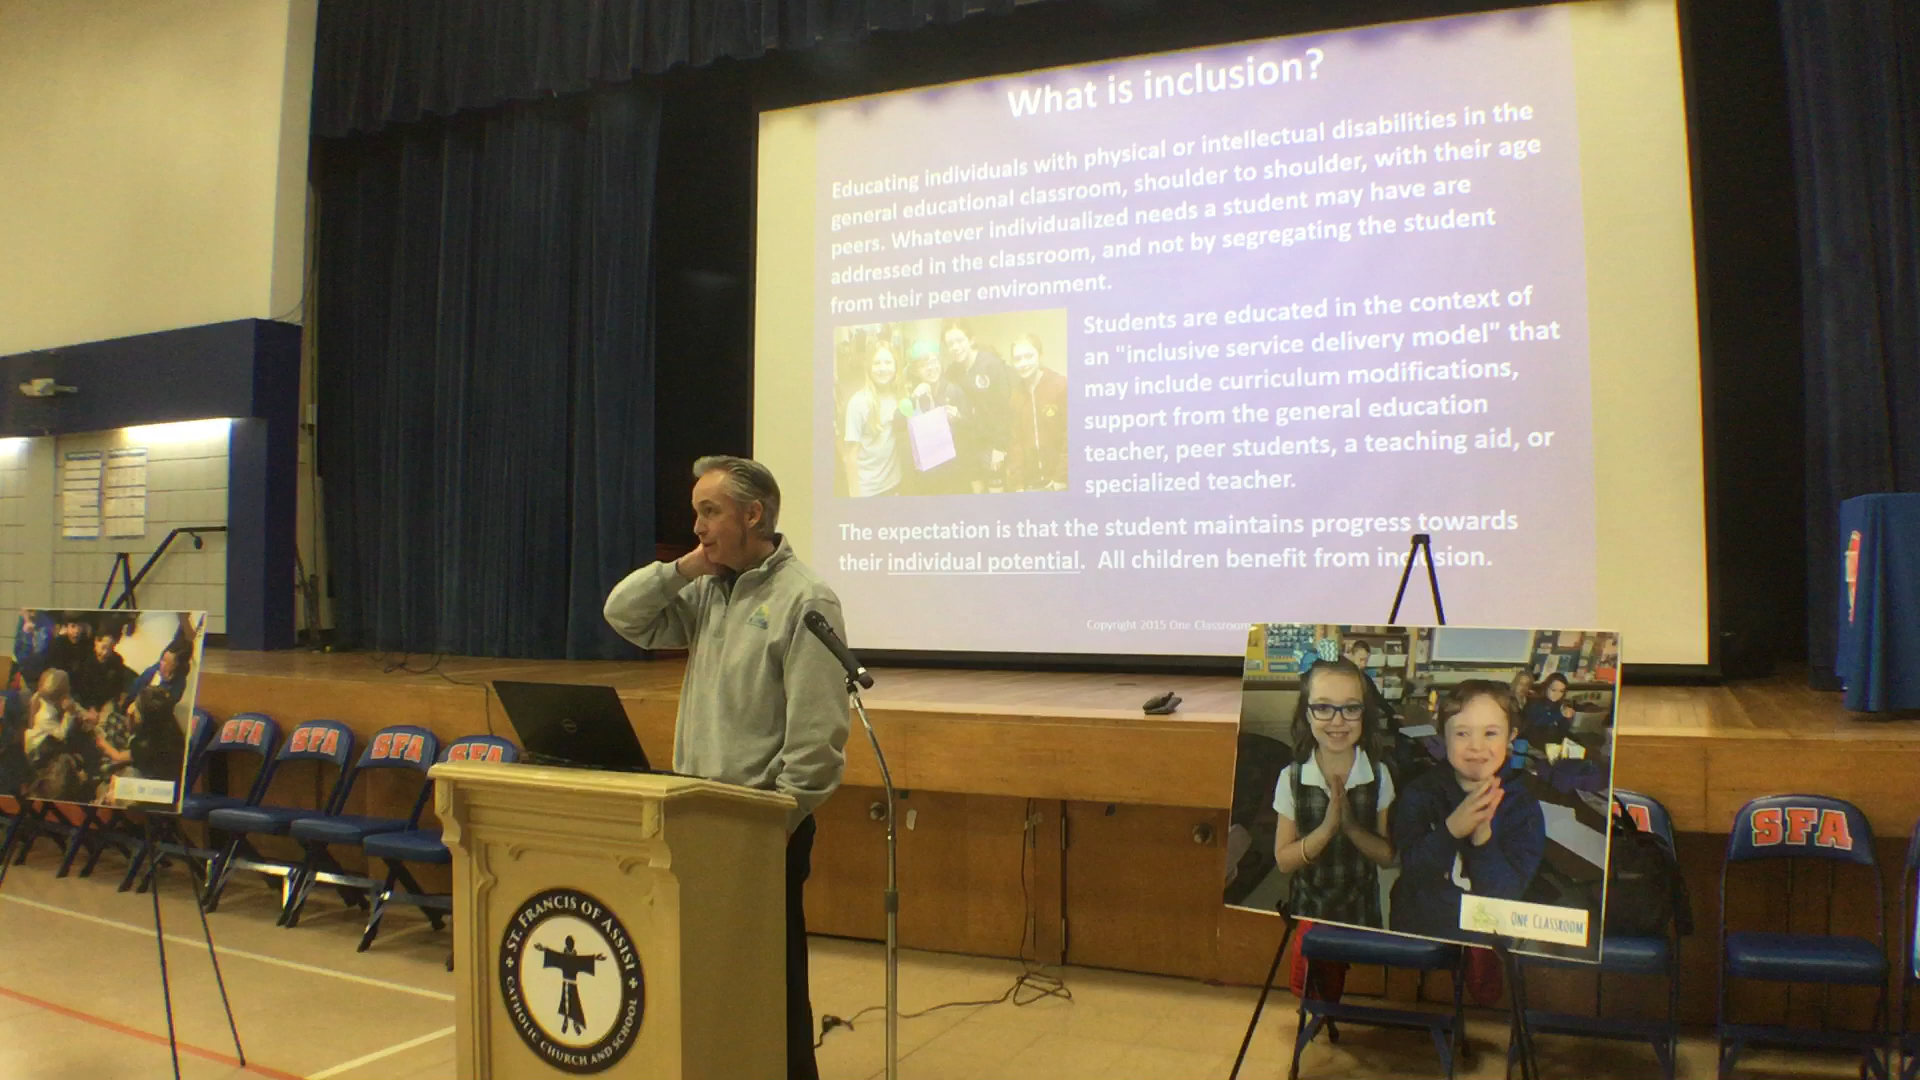 What is inclusion?
Educating individuals with physical or intellectual disabilities in the
general educational classroom, shoulder to shoulder, with their age
peers. Whatever individualized needs a student may have are
addressed in the classroom, and not by segregating the student
from their peer environment.
Students are educated in the context of
an "inclusive service delivery model" that
may include curriculum modifications,
support from the general education
teacher, peer students, a teaching aid, or
specialized teacher.
The expectation is that the student maintains progress towards
their individual potential. All children benefit from inclusion.
Copyright 2015 One Classroom
SFA
SFA
SFA
SFA
SFA
ONE CLASSROOM
ONE CLASSROOM
ST. FRANCIS OF ASSISI
CATHOLIC CHURCH AND SCHOOL